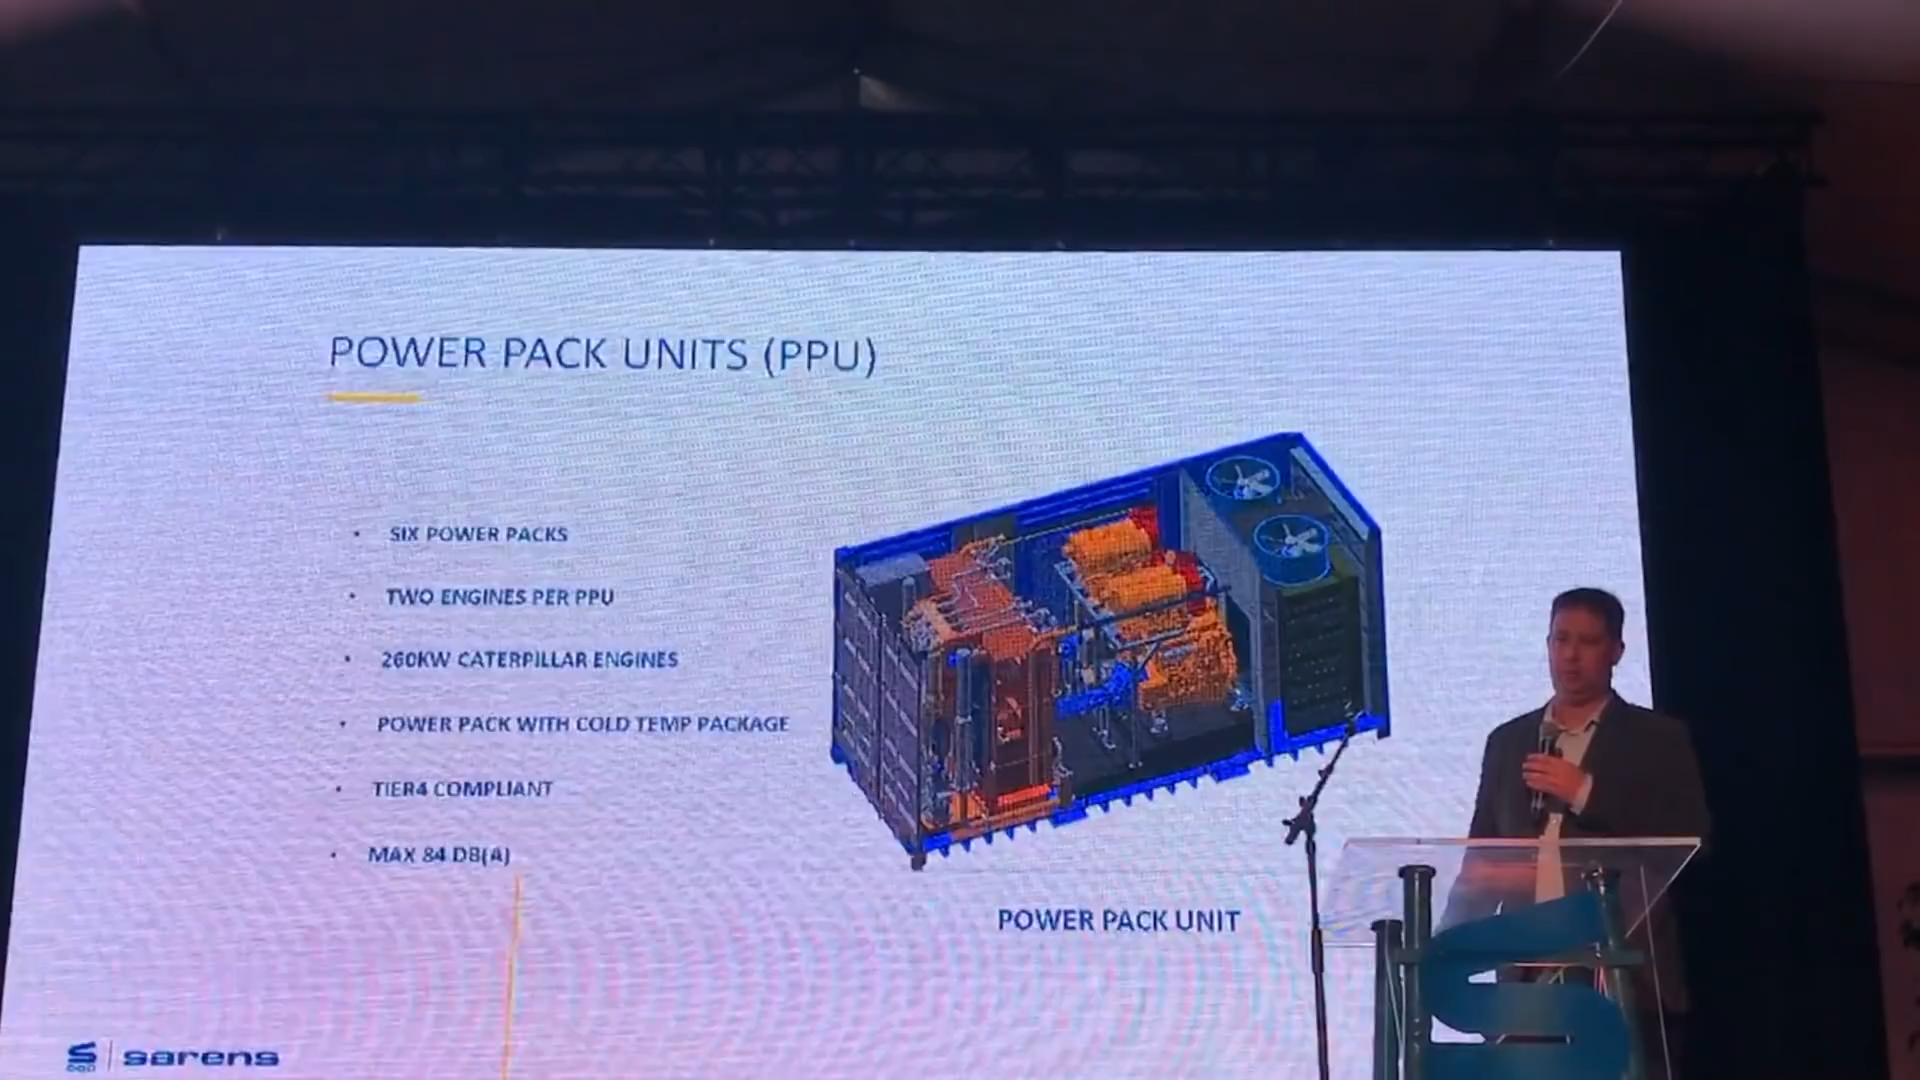 POWER PACK UNITS (PPU)
• SIX POWER PACKS
• TWO ENGINES PER PPU
• 260KW CATERPILLAR ENGINES
• POWER PACK WITH COLD TEMP PACKAGE
• TIER4 COMPLIANT
• MAX 84 DB(A)
POWER PACK UNIT
sarens